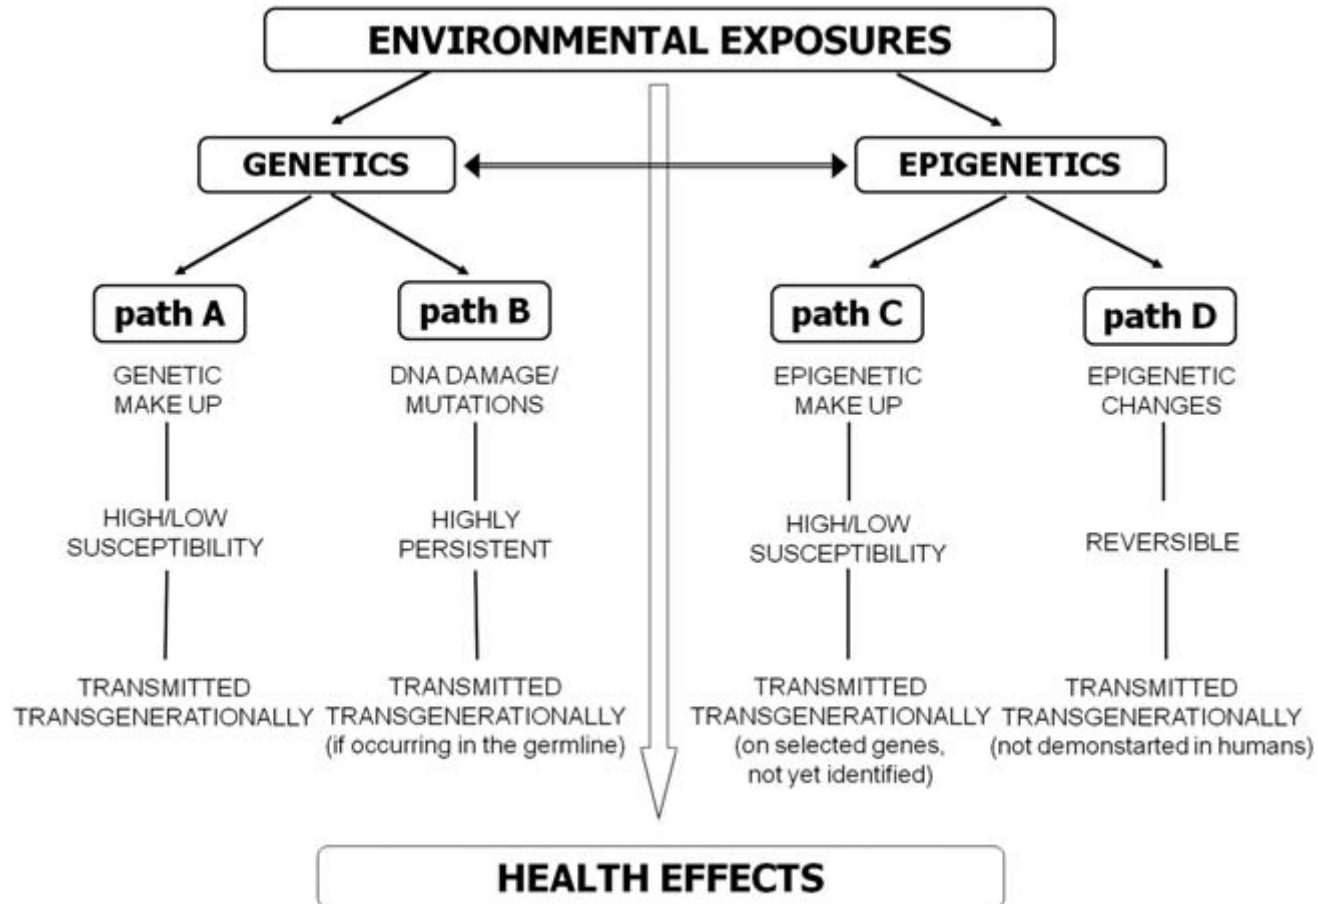 ENVIRONMENTAL EXPOSURES
GENETICS
EPIGENETICS
path A
GENETIC
MAKE UP
HIGH/LOW
SUSCEPTIBILITY
TRANSMITTED
TRANSGENERATIONALLY
path B
DNA DAMAGE/
MUTATIONS
HIGHLY
PERSISTENT
TRANSMITTED
TRANSGENERATIONALLY
(if occurring in the germline)
path C
EPIGENETIC
MAKE UP
HIGH/LOW
SUSCEPTIBILITY
TRANSMITTED
TRANSGENERATIONALLY
(on selected genes,
not yet identified)
path D
EPIGENETIC
CHANGES
REVERSIBLE
TRANSMITTED
TRANSGENERATIONALLY
(not demonstarted in humans)
HEALTH EFFECTS